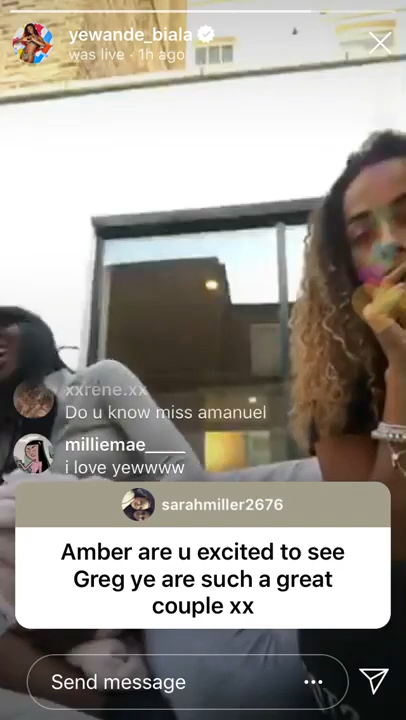 yewande_biala
was live · 1h ago
xxrene.xx
Do u know miss amanuel
milliemae____
i love yewwww
sarahmiller2676
Amber are u excited to see
Greg ye are such a great
couple xx
Send message